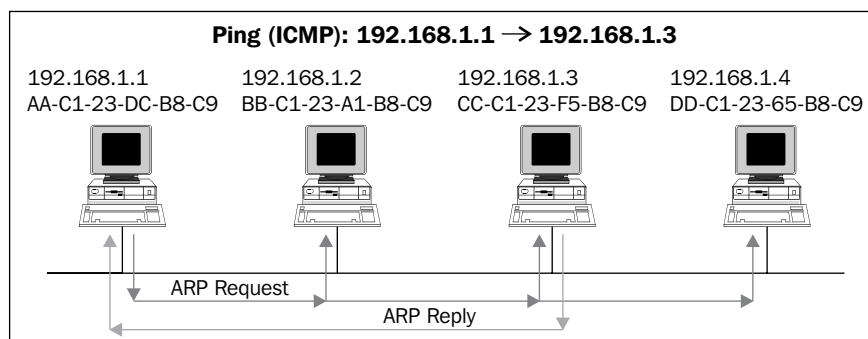 Ping (ICMP): 192.168.1.1 → 192.168.1.3
192.168.1.1
AA-C1-23-DC-B8-C9
192.168.1.2
BB-C1-23-A1-B8-C9
192.168.1.3
CC-C1-23-F5-B8-C9
192.168.1.4
DD-C1-23-65-B8-C9
ARP Request
ARP Reply